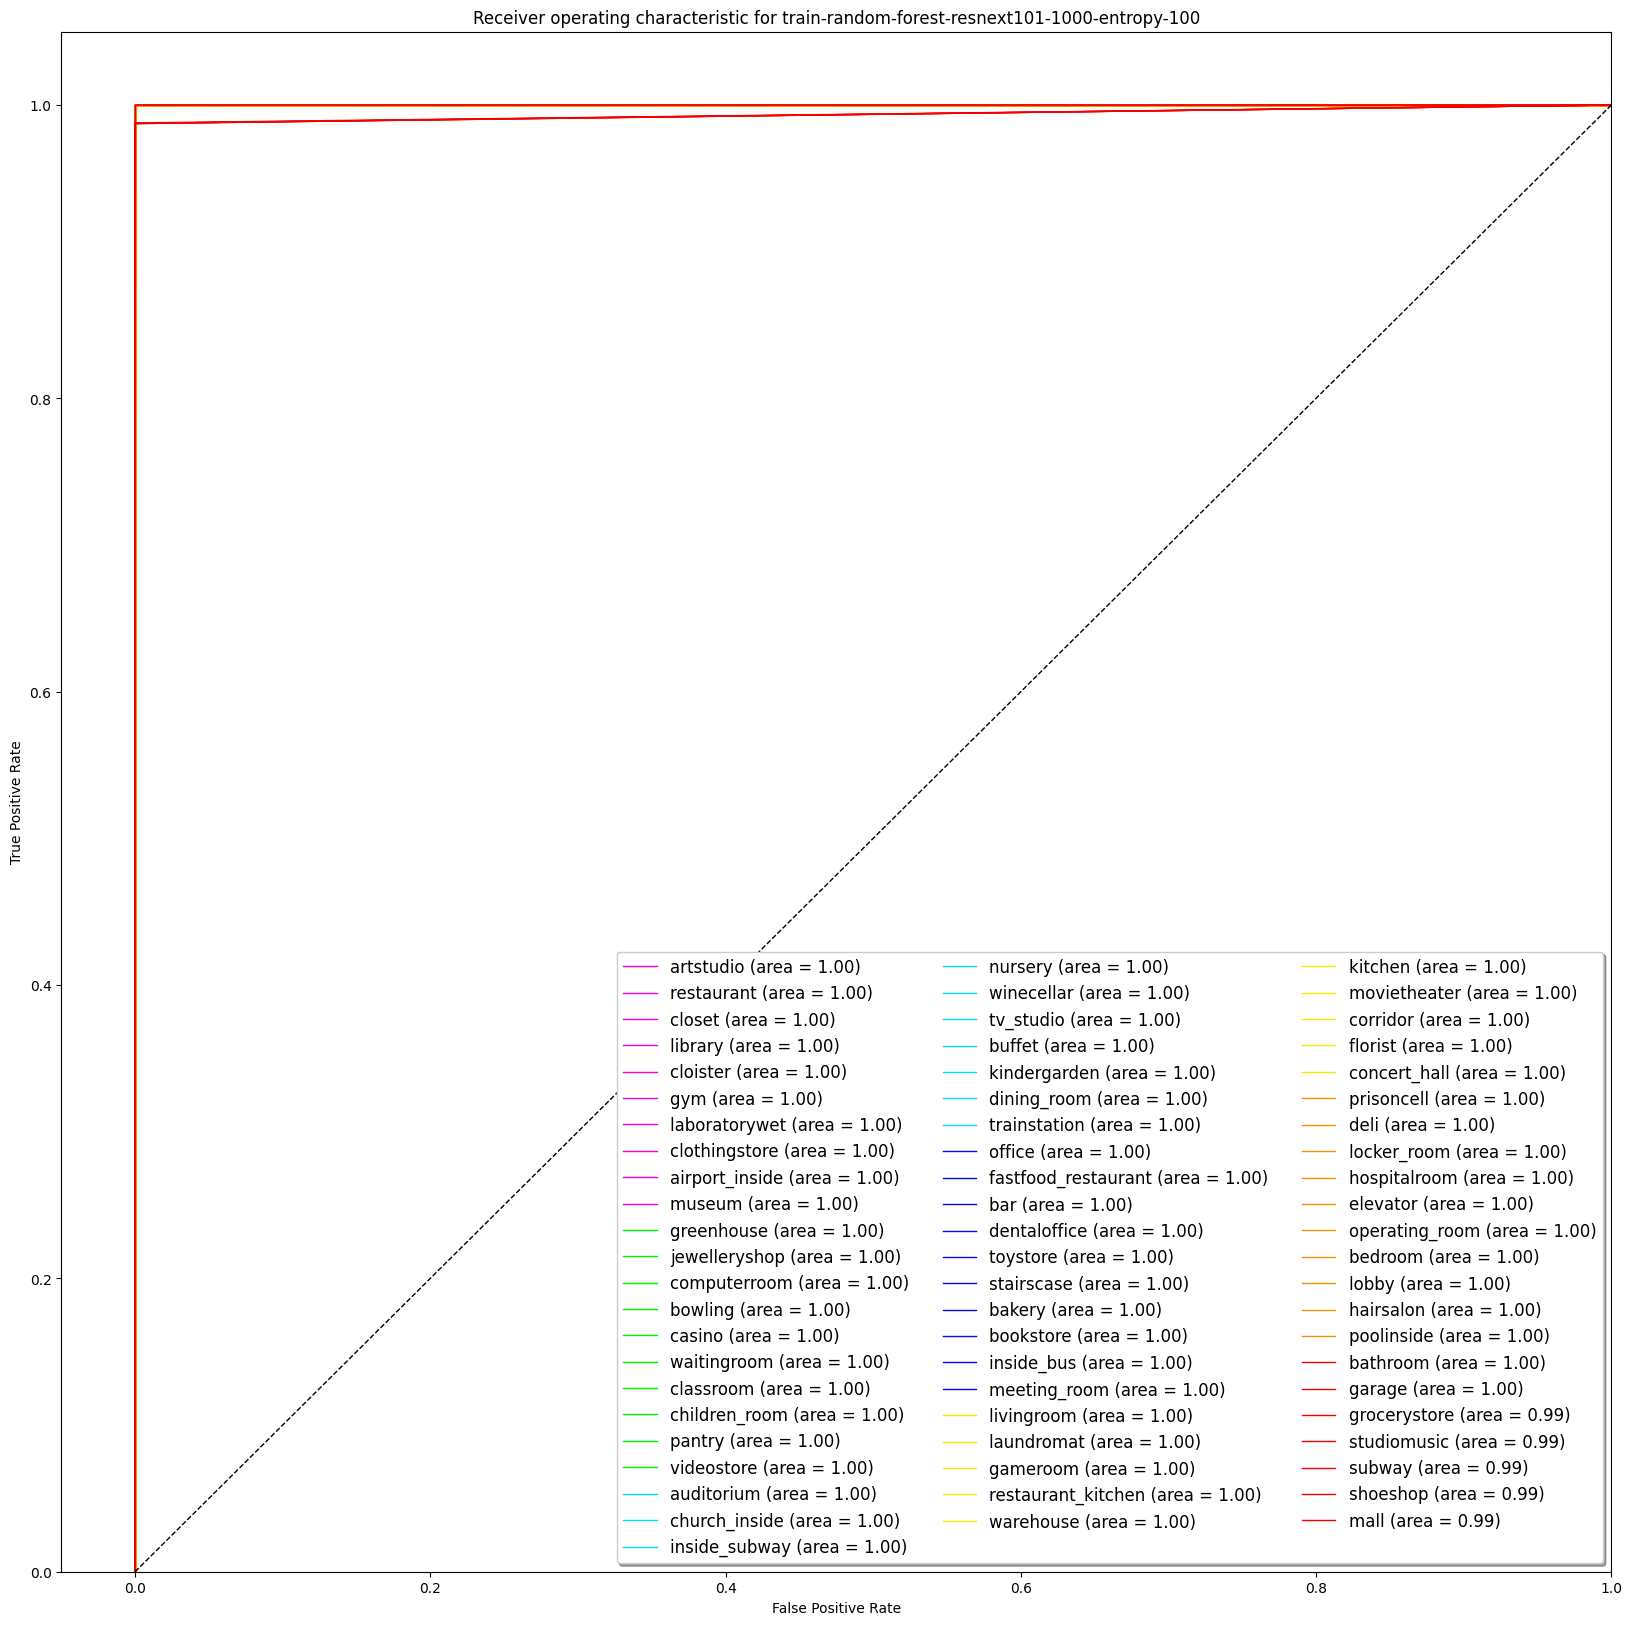 Receiver operating characteristic for train-random-forest-resnext101-1000-entropy-100
1.0
0.8
0.6
0.4
0.2
0.0
True Positive Rate
artstudio (area = 1.00)
restaurant (area = 1.00)
closet (area = 1.00)
library (area = 1.00)
cloister (area = 1.00)
gym (area = 1.00)
laboratorywet (area = 1.00)
clothingstore (area = 1.00)
airport_inside (area = 1.00)
museum (area = 1.00)
greenhouse (area = 1.00)
jewelleryshop (area = 1.00)
computerroom (area = 1.00)
bowling (area = 1.00)
casino (area = 1.00)
waitingroom (area = 1.00)
classroom (area = 1.00)
children_room (area = 1.00)
pantry (area = 1.00)
videostore (area = 1.00)
auditorium (area = 1.00)
church_inside (area = 1.00)
inside_subway (area = 1.00)
nursery (area = 1.00)
winecellar (area = 1.00)
tv_studio (area = 1.00)
buffet (area = 1.00)
kindergarden (area = 1.00)
dining_room (area = 1.00)
trainstation (area = 1.00)
office (area = 1.00)
fastfood_restaurant (area = 1.00)
bar (area = 1.00)
dentaloffice (area = 1.00)
toystore (area = 1.00)
stairscase (area = 1.00)
bakery (area = 1.00)
bookstore (area = 1.00)
inside_bus (area = 1.00)
meeting_room (area = 1.00)
livingroom (area = 1.00)
laundromat (area = 1.00)
gameroom (area = 1.00)
restaurant_kitchen (area = 1.00)
warehouse (area = 1.00)
kitchen (area = 1.00)
movietheater (area = 1.00)
corridor (area = 1.00)
florist (area = 1.00)
concert_hall (area = 1.00)
prisoncell (area = 1.00)
deli (area = 1.00)
locker_room (area = 1.00)
hospitalroom (area = 1.00)
elevator (area = 1.00)
operating_room (area = 1.00)
bedroom (area = 1.00)
lobby (area = 1.00)
hairsalon (area = 1.00)
poolinside (area = 1.00)
bathroom (area = 1.00)
garage (area = 1.00)
grocerystore (area = 0.99)
studiomusic (area = 0.99)
subway (area = 0.99)
shoeshop (area = 0.99)
mall (area = 0.99)
0.0 0.2 0.4 0.6 0.8 1.0
False Positive Rate